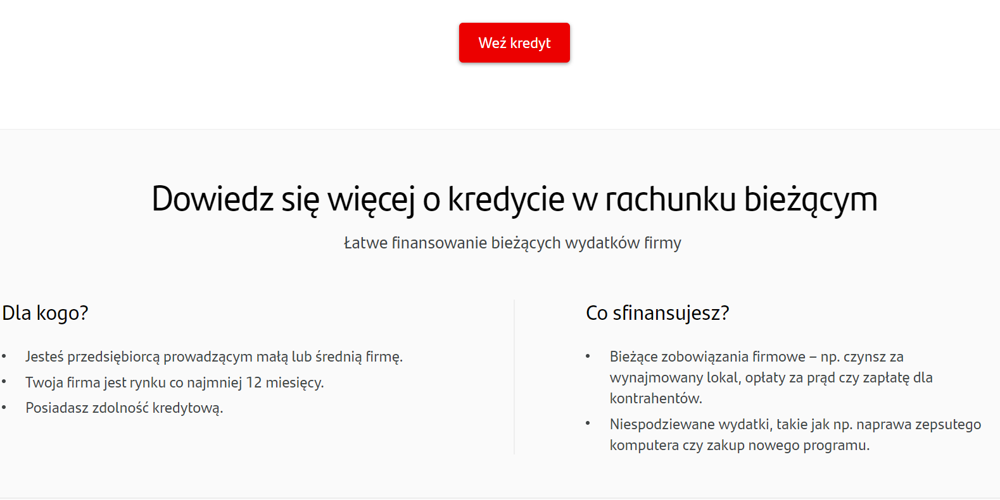 Weź kredyt
Dowiedz się więcej o kredycie w rachunku bieżącym
Łatwe finansowanie bieżących wydatków firmy
Dla kogo?
• Jesteś przedsiębiorcą prowadzącym małą lub średnią firmę.
• Twoja firma jest rynku co najmniej 12 miesięcy.
• Posiadasz zdolność kredytową.
Co sfinansujesz?
• Bieżące zobowiązania firmowe – np. czynsz za
wynajmowany lokal, opłaty za prąd czy zapłatę dla
kontrahentów.
• Niespodziewane wydatki, takie jak np. naprawa zepsutego
komputera czy zakup nowego programu.